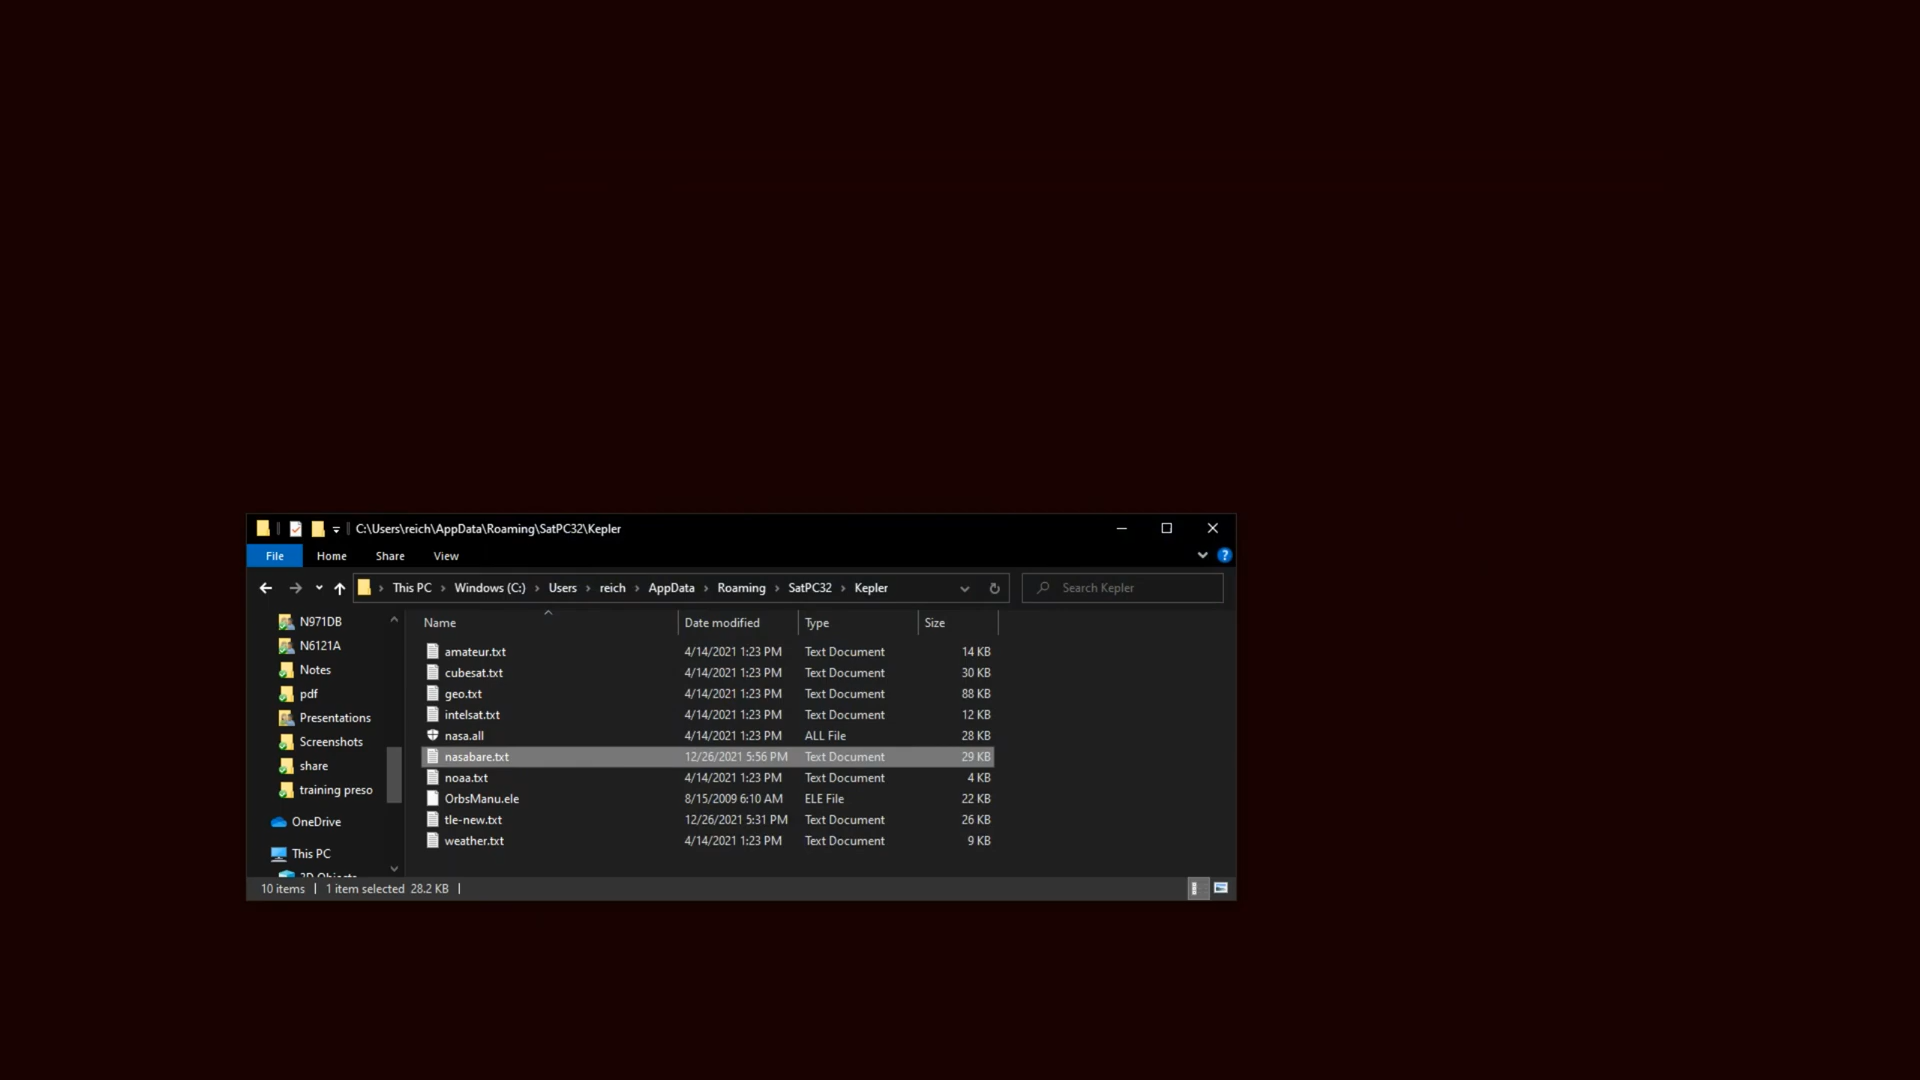 C:\Users\reich\AppData\Roaming\SatPC32\Kepler
File Home Share View
This PC Windows (C:) Users reich AppData Roaming SatPC32 Kepler
Search Kepler
N971DB
N6121A
Notes
pdf
Presentations
Screenshots
share
training preso
OneDrive
This PC
3D Objects
Name Date modified Type Size
amateur.txt 4/14/2021 1:23 PM Text Document 14 KB
cubesat.txt 4/14/2021 1:23 PM Text Document 30 KB
geo.txt 4/14/2021 1:23 PM Text Document 88 KB
intelsat.txt 4/14/2021 1:23 PM Text Document 12 KB
nasa.all 4/14/2021 1:23 PM ALL File 28 KB
nasabare.txt 12/26/2021 5:56 PM Text Document 29 KB
noaa.txt 4/14/2021 1:23 PM Text Document 4 KB
OrbsManu.ele 8/15/2009 6:10 AM ELE File 22 KB
tle-new.txt 12/26/2021 5:31 PM Text Document 26 KB
weather.txt 4/14/2021 1:23 PM Text Document 9 KB
10 items 1 item selected 28.2 KB